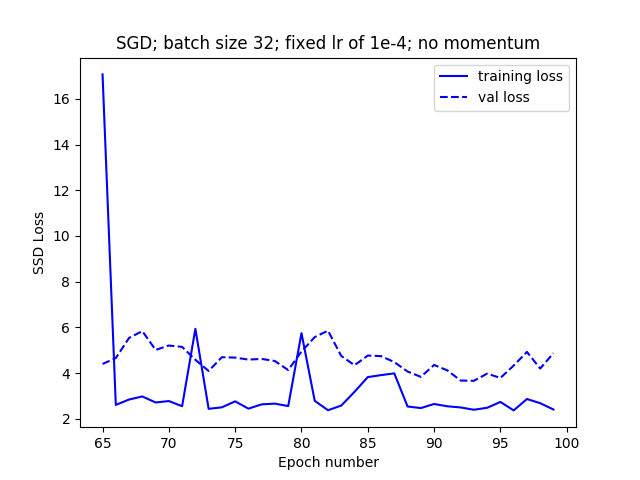 SGD; batch size 32; fixed lr of 1e-4; no momentum
training loss
val loss
SSD Loss
16
14
12
10
8
6
4
2
65 70 75 80 85 90 95 100
Epoch number